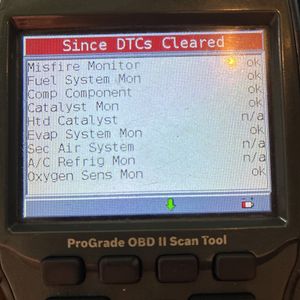 Since DTCs Cleared
Misfire Monitor ok
Fuel System Mon ok
Comp Component ok
Catalyst Mon ok
Htd Catalyst n/a
Evap System Mon ok
Sec Air System n/a
A/C Refrig Mon n/a
Oxygen Sens Mon ok
ProGrade OBD II Scan Tool